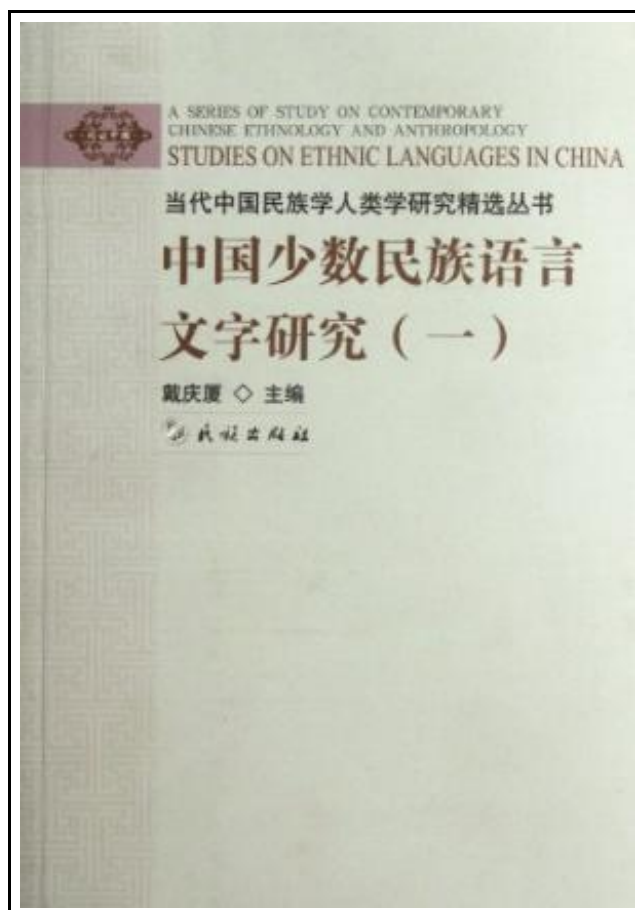 A SERIES OF STUDY ON CONTEMPORARY
CHINESE ETHNOLOGY AND ANTHROPOLOGY
STUDIES ON ETHNIC LANGUAGES IN CHINA
当代中国民族学人类学研究精选丛书
中国少数民族语言
文字研究（一）
戴庆厦◇主编
民族出版社